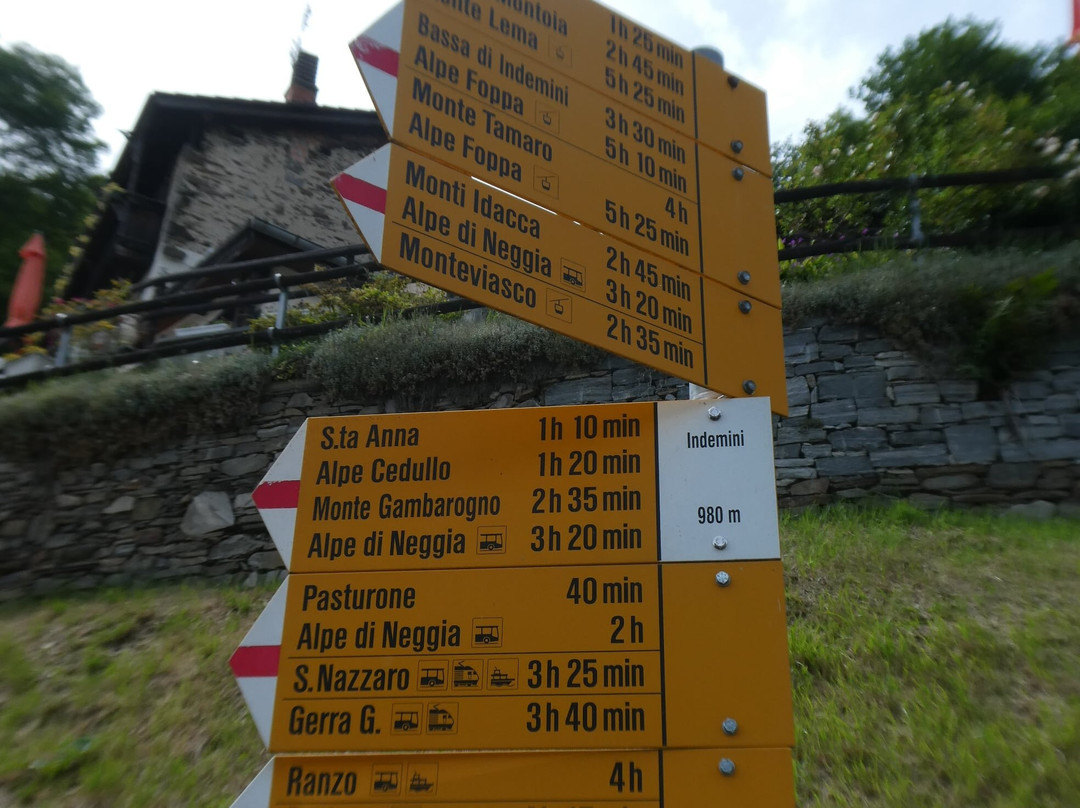 1h 25 min
Montoia 2h 45 min
Monte Lema 5h 25 min
Bassa di Indemini 3h 30 min
Alpe Foppa 5h 10 min
Monte Tamaro 4h
Alpe Foppa 5h 25 min
Monti Idacca 2h 45 min
Alpe di Neggia 3h 20 min
Monteviasco 2h 35 min
Indemini
980 m
S.ta Anna 1h 10 min
Alpe Cedullo 1h 20 min
Monte Gambarogno 2h 35 min
Alpe di Neggia 3h 20 min
Pasturone 40 min
Alpe di Neggia 2h
S. Nazzaro 3h 25 min
Gerra G. 3h 40 min
Ranzo 4h